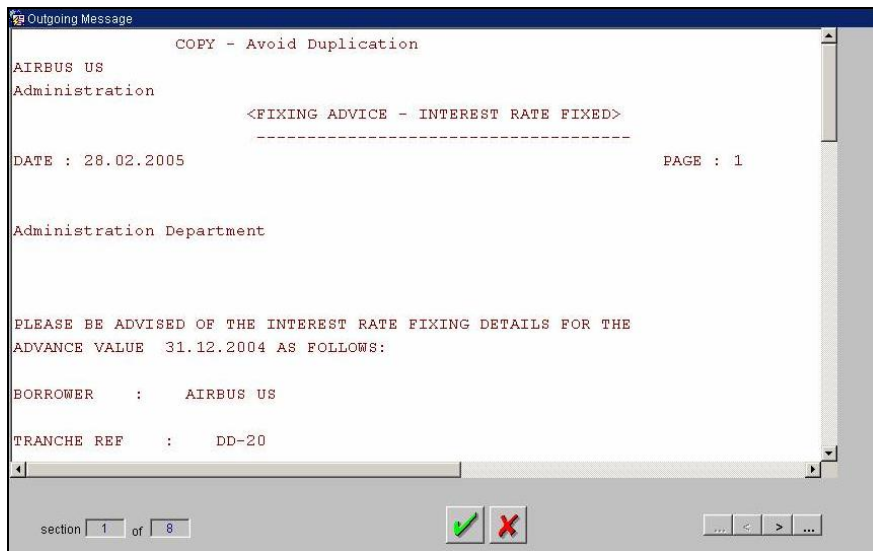 Outgoing Message
COPY - Avoid Duplication
AIRBUS US
Administration
<FIXING ADVICE - INTEREST RATE FIXED>
-------------------------------------
DATE : 28.02.2005 PAGE : 1
Administration Department
PLEASE BE ADVISED OF THE INTEREST RATE FIXING DETAILS FOR THE
ADVANCE VALUE 31.12.2004 AS FOLLOWS:
BORROWER : AIRBUS US
TRANCHE REF : DD-20
section 1 of 8 ... < > ...